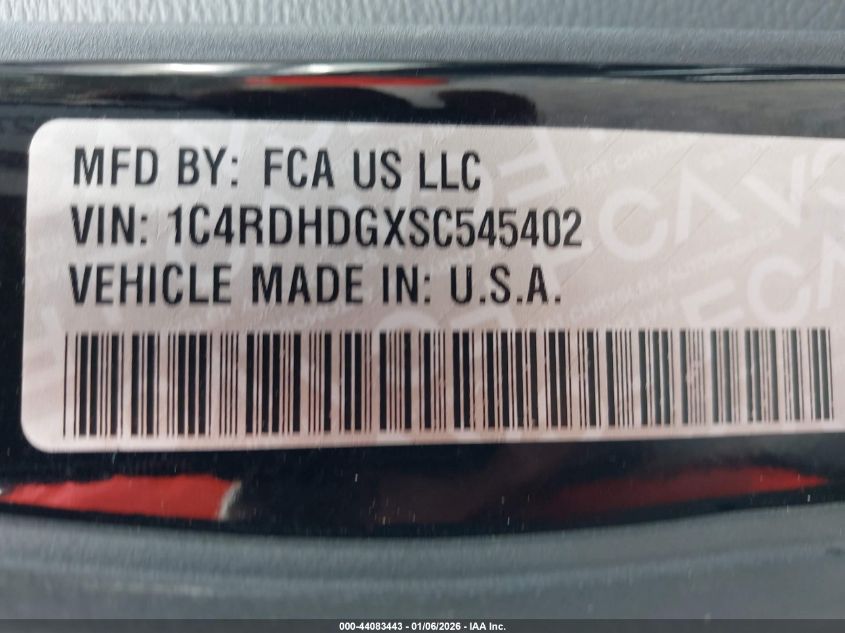 MFD BY: FCA US LLC
VIN: 1C4RDHDGXSC545402
VEHICLE MADE IN: U.S.A.
000-44083443 - 01/06/2026 - IAA Inc.